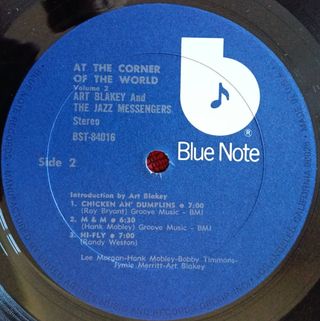 AT THE CORNER
OF THE WORLD
Volume 2
ART BLAKEY And
THE JAZZ MESSENGERS
Stereo
BST-84016
Side 2
b
®
Blue Note
Introduction by Art Blakey
1. CHICKEN AN' DUMPLINS ● 7:00
(Ray Bryant) Groove Music - BMI
2. M & M ● 6:30
(Hank Mobley) Groove Music - BMI
3. HI-FLY ● 7:00
(Randy Weston)
Lee Morgan-Hank Mobley-Bobby Timmons-
Tymie Merritt-Art Blakey